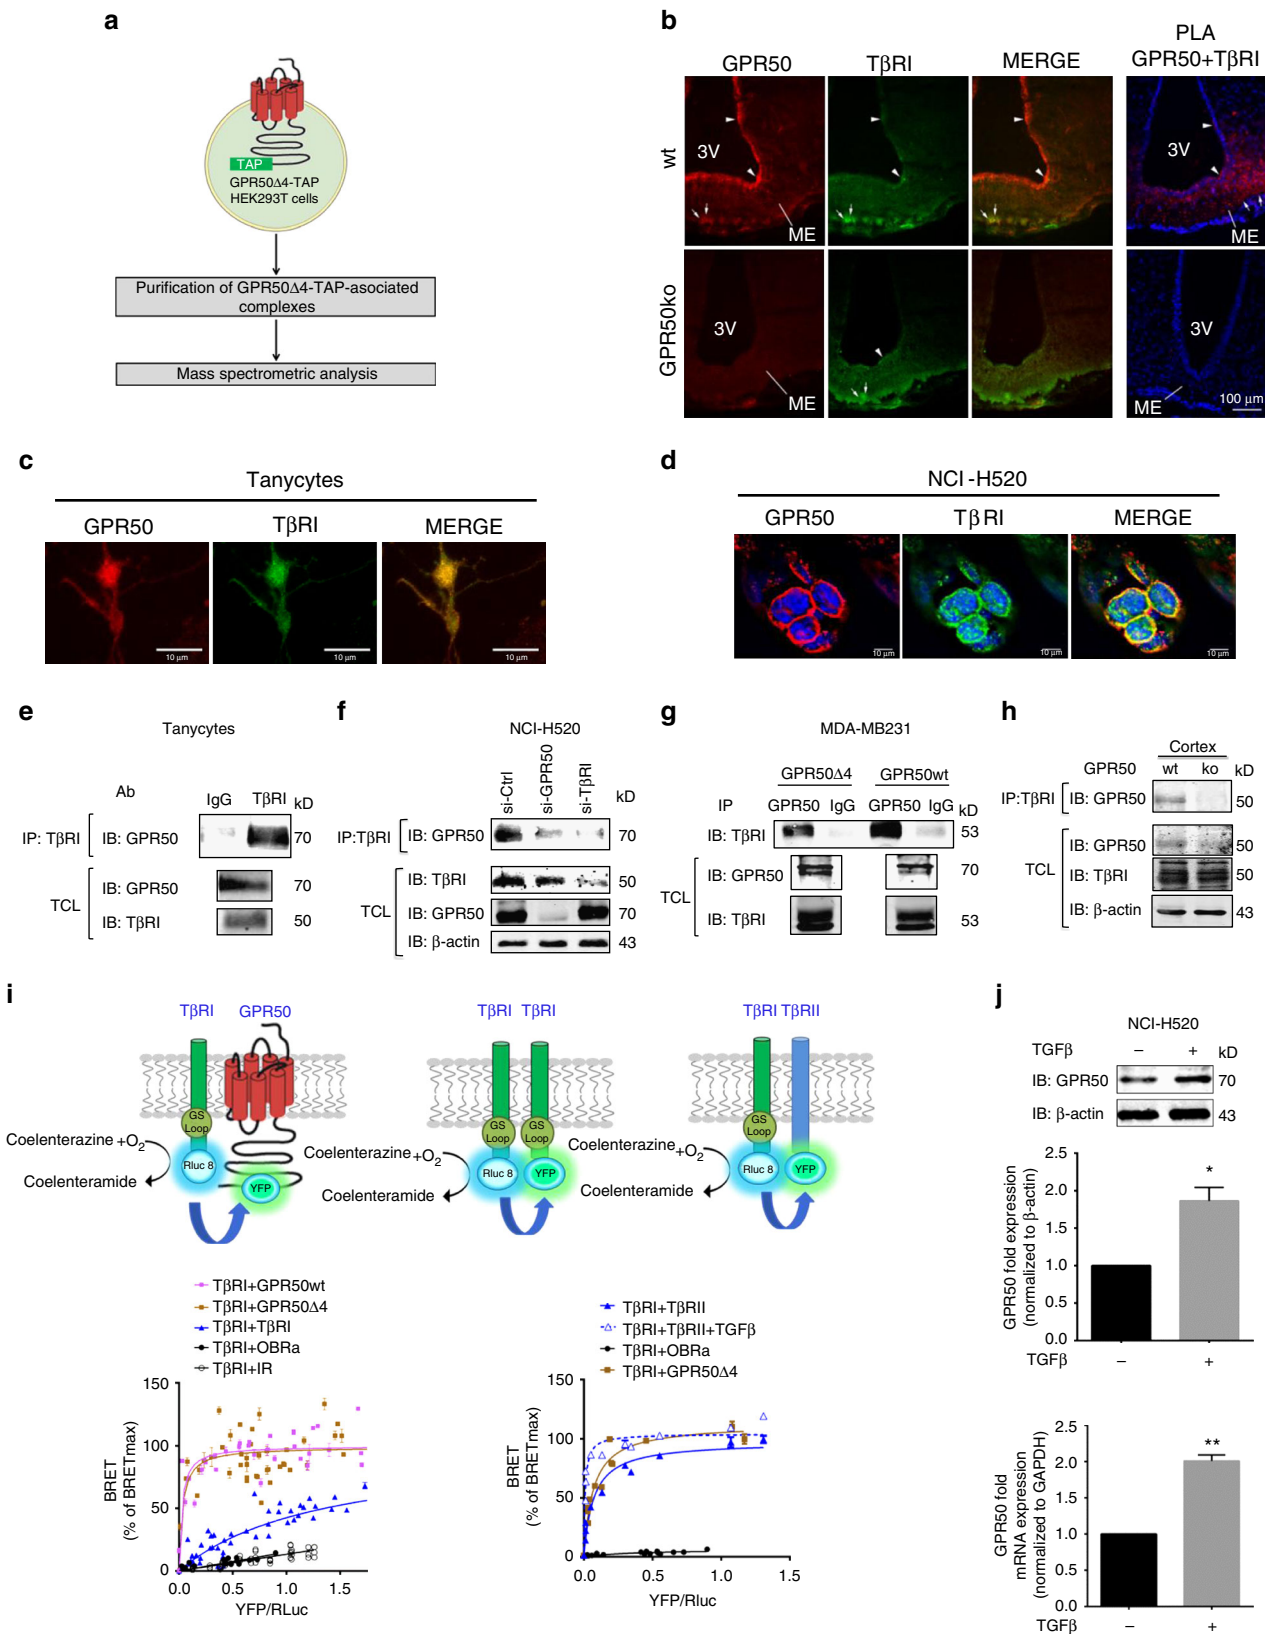 a
TAP
GPR50Δ4-TAP
HEK293T cells
Purification of GPR50Δ4-TAP-asociated
complexes
Mass spectrometric analysis
b
GPR50
TβRI
MERGE
PLA
GPR50+TβRI
wt
3V
ME
3V
ME
GPR50ko
3V
ME
3V
ME
100 µm
c
Tanycytes
GPR50
TβRI
MERGE
10 µm
10 µm
10 µm
d
NCI-H520
GPR50
TβRI
MERGE
10 µm
10 µm
10 µm
e
Tanycytes
Ab
IgG
TβRI
kD
IP: TβRI
IB: GPR50
70
TCL
IB: GPR50
70
IB: TβRI
50
f
NCI-H520
si-Ctrl
si-GPR50
si-TβRI
kD
IP:TβRI
IB: GPR50
70
TCL
IB: TβRI
50
IB: GPR50
70
IB: β-actin
43
g
MDA-MB231
GPR50Δ4
GPR50wt
IP
GPR50
IgG
GPR50
IgG
kD
IB: TβRI
53
TCL
IB: GPR50
70
IB: TβRI
53
h
Cortex
GPR50
wt
ko
kD
IP:TβRI
IB: GPR50
50
TCL
IB: GPR50
50
IB: TβRI
50
IB: β-actin
43
i
TβRI
GPR50
GS
Loop
Rluc 8
YFP
Coelenterazine +O2
Coelenteramide
TβRI
TβRI
GS
Loop
GS
Loop
Rluc 8
YFP
Coelenterazine +O2
Coelenteramide
TβRI
TβRII
GS
Loop
Rluc 8
YFP
Coelenterazine +O2
Coelenteramide
TβRI+GPR50wt
TβRI+GPR50Δ4
TβRI+TβRI
TβRI+OBRa
TβRI+IR
BRET
(% of BRETmax)
150
100
50
0
0.0
0.5
1.0
1.5
YFP/RLuc
TβRI+TβRII
TβRI+TβRII+TGFβ
TβRI+OBRa
TβRI+GPR50Δ4
BRET
(% of BRETmax)
150
100
50
0
0.0
0.5
1.0
1.5
YFP/Rluc
j
NCI-H520
TGFβ
–
+
kD
IB: GPR50
70
IB: β-actin
43
GPR50 fold expression
(normalized to β-actin)
2.5
2.0
1.5
1.0
0.5
0.0
*
TGFβ
–
+
GPR50 fold
mRNA expression
(normalized to GAPDH)
2.5
2.0
1.5
1.0
0.5
0.0
**
TGFβ
–
+